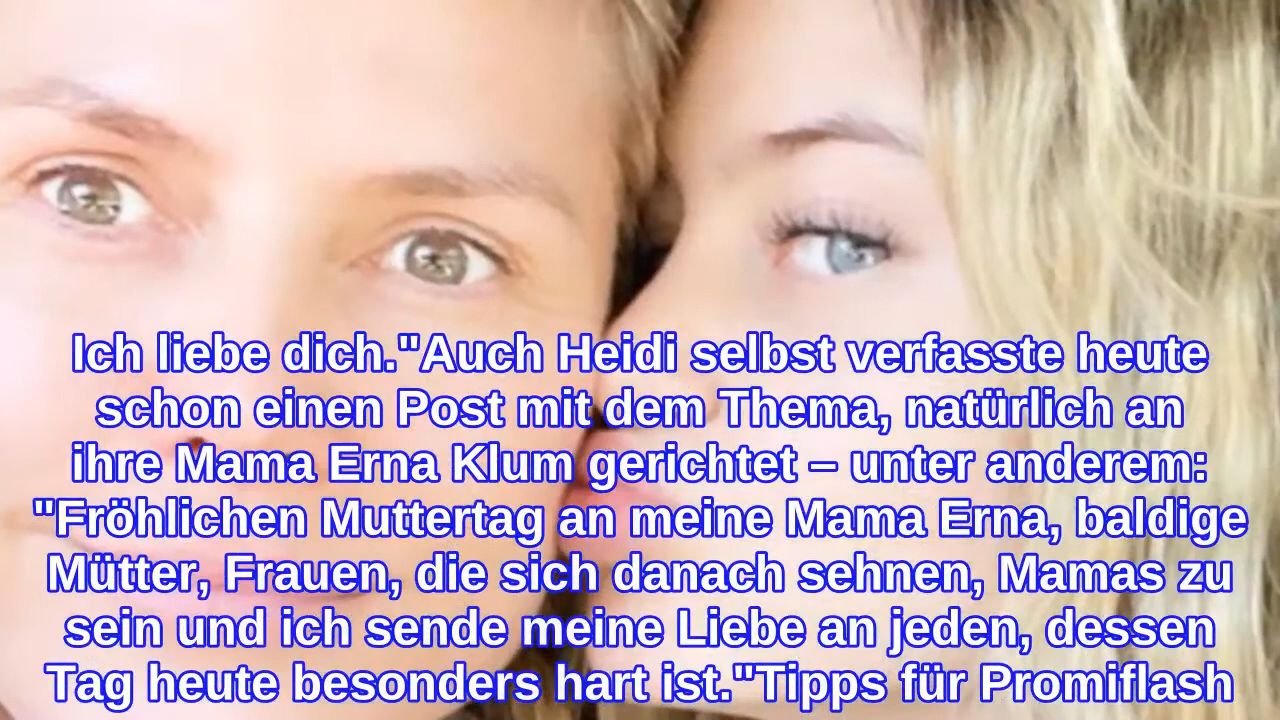 Ich liebe dich."Auch Heidi selbst verfasste heute
schon einen Post mit dem Thema, natürlich an
ihre Mama Erna Klum gerichtet – unter anderem:
"Fröhlichen Muttertag an meine Mama Erna, baldige
Mütter, Frauen, die sich danach sehnen, Mamas zu
sein und ich sende meine Liebe an jeden, dessen
Tag heute besonders hart ist."Tipps für Promiflash